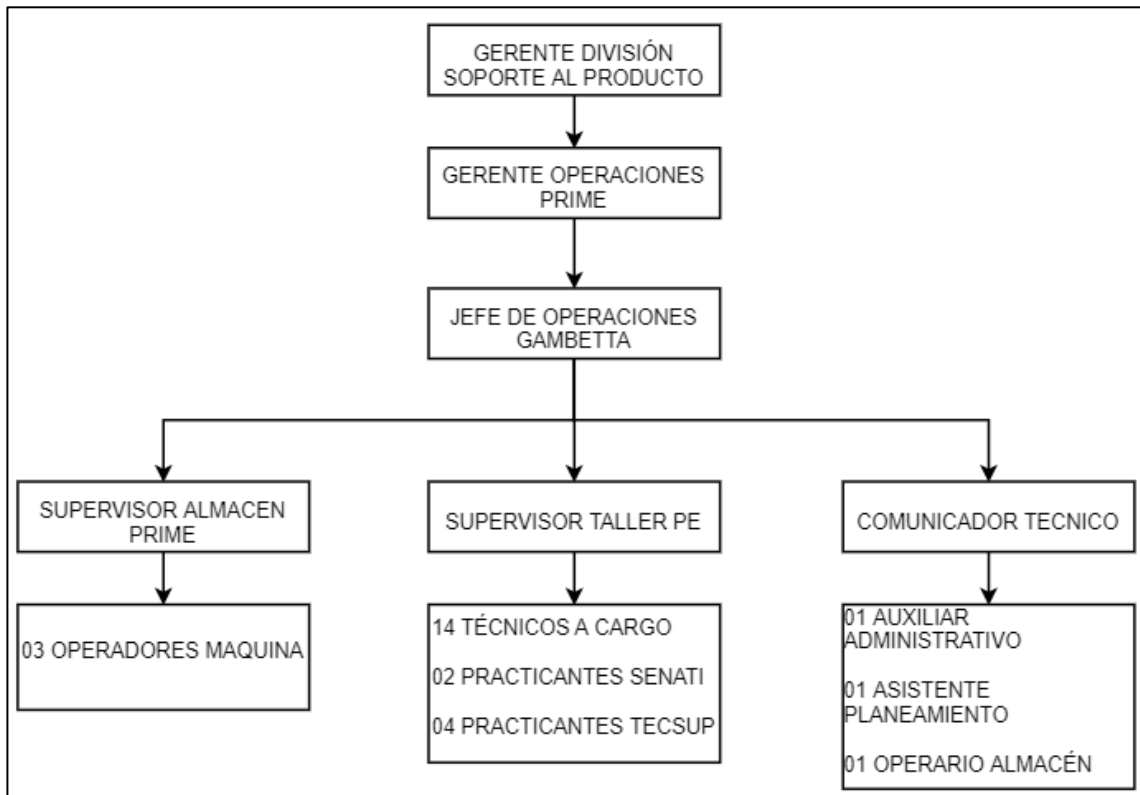 GERENTE DIVISIÓN
SOPORTE AL PRODUCTO
GERENTE OPERACIONES
PRIME
JEFE DE OPERACIONES
GAMBETTA
SUPERVISOR ALMACEN
PRIME
SUPERVISOR TALLER PE
COMUNICADOR TECNICO
03 OPERADORES MAQUINA
14 TÉCNICOS A CARGO
02 PRACTICANTES SENATI
04 PRACTICANTES TECSUP
01 AUXILIAR
ADMINISTRATIVO
01 ASISTENTE
PLANEAMIENTO
01 OPERARIO ALMACÉN